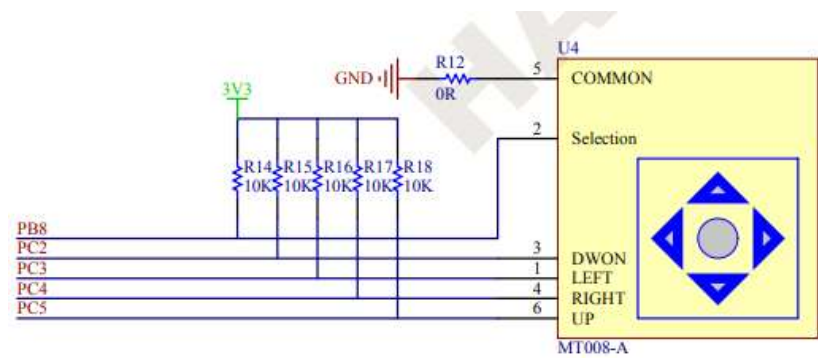 U4
R12
GND
0R
5
COMMON
3V3
2
Selection
R14 R15 R16 R17 R18
10K 10K 10K 10K 10K
PB8
PC2
3
DWON
PC3
1
LEFT
PC4
4
RIGHT
PC5
6
UP
MT008-A
HA